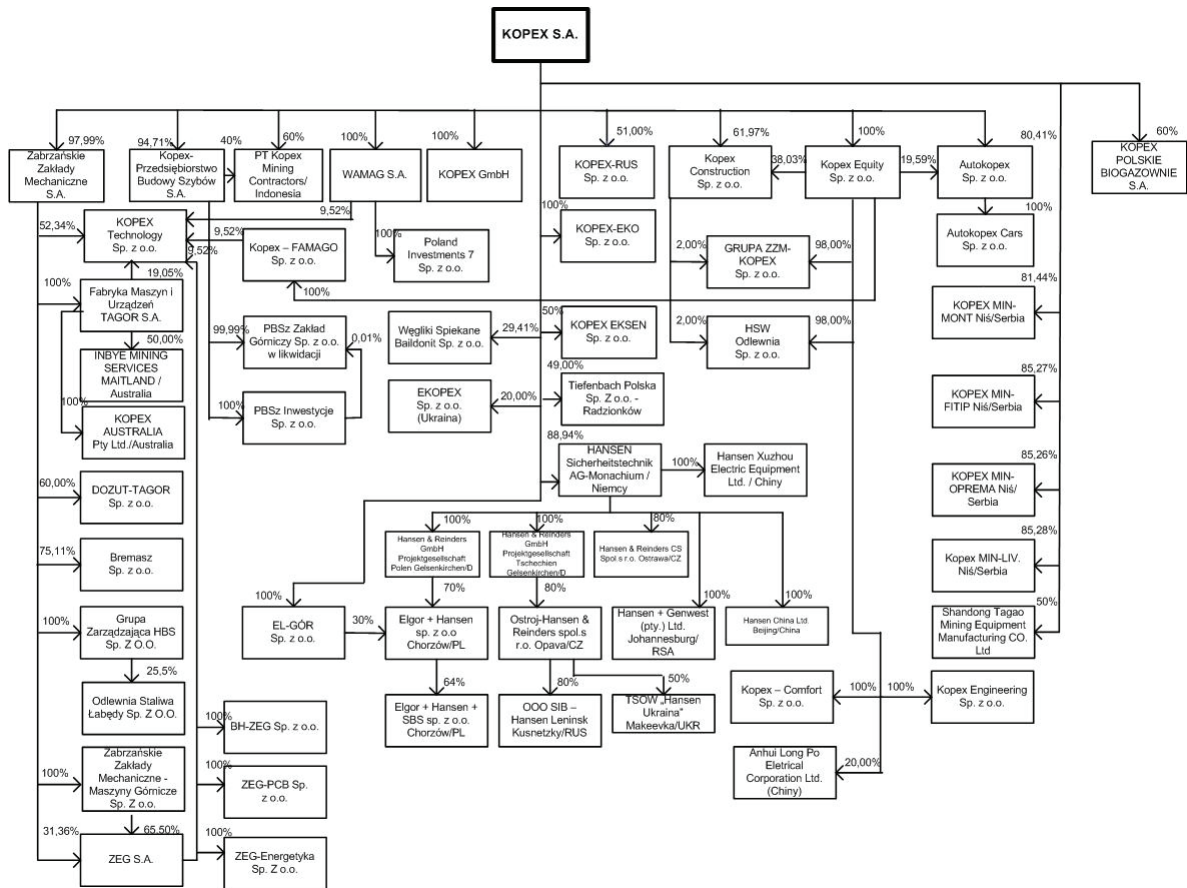 KOPEX S.A.
97,99%
94,71%
40%
60%
100%
100%
51,00%
61,97%
100%
80,41%
60%
Zabrzańskie
Zakłady
Mechaniczne
S.A.
Kopex-
Przedsiębiorstwo
Budowy Szybów
S.A.
PT Kopex
Mining
Contractors/
Indonesia
WAMAG S.A.
KOPEX GmbH
KOPEX-RUS
Sp. z o.o.
Kopex
Construction
Sp. z o.o.
38,03%
Kopex Equity
Sp. z o.o.
19,59%
Autokopex
Sp. z o.o.
KOPEX
POLSKIE
BIOGAZOWNIE
S.A.
52,34%
KOPEX
Technology
Sp. z o.o.
9,52%
9,52%
9,52%
19,05%
Kopex – FAMAGO
Sp. z o.o.
100%
100%
Poland
Investments 7
Sp. z o.o.
100%
KOPEX-EKO
Sp. z o.o.
2,00%
GRUPA ZZM-
KOPEX
Sp. z o.o.
98,00%
100%
Autokopex Cars
Sp. z o.o.
100%
Fabryka Maszyn i
Urządzeń
TAGOR S.A.
81,44%
KOPEX MIN-
MONT Niś/Serbia
50,00%
INBYE MINING
SERVICES
MAITLAND /
Australia
100%
KOPEX
AUSTRALIA
Pty Ltd./Australia
99,99%
PBSz Zakład
Górniczy Sp. z o.o.
w likwidacji
0,01%
100%
PBSz Inwestycje
Sp. z o.o.
Węgliki Spiekane
Baildonit Sp. z o.o.
29,41%
50%
KOPEX EKSEN
Sp. z o.o.
2,00%
HSW
Odlewnia
Sp. z o.o.
98,00%
EKOPEX
Sp. z o.o.
(Ukraina)
20,00%
49,00%
Tiefenbach Polska
Sp. Z o.o. -
Radzionków
85,27%
KOPEX MIN-
FITIP Niś/Serbia
88,94%
HANSEN
Sicherheitstechnik
AG-Monachium /
Niemcy
100%
Hansen Xuzhou
Electric Equipment
Ltd. / Chiny
85,26%
KOPEX MIN-
OPREMA Niś/
Serbia
60,00%
DOZUT-TAGOR
Sp. z o.o.
75,11%
Bremasz
Sp. z o.o.
100%
Hansen & Reinders
GmbH
Projektgesellschaft
Polen Gelsenkirchen/D
100%
Hansen & Reinders
GmbH
Projektgesellschaft
Tschechien
Gelsenkirchen/D
80%
Hansen & Reinders CS
Spol.s r.o. Ostrawa/CZ
85,28%
Kopex MIN-LIV.
Niś/Serbia
100%
Grupa
Zarządzająca HBS
Sp. Z O.O.
100%
EL-GÓR
Sp. z o.o.
30%
70%
Elgor + Hansen
sp. z o.o
Chorzów/PL
80%
Ostroj-Hansen &
Reinders spol.s
r.o. Opava/CZ
100%
Hansen + Genwest
(pty.) Ltd.
Johannesburg/
RSA
100%
Hansen China Ltd.
Beijing/China
50%
Shandong Tagao
Mining Equipment
Manufacturing CO.
Ltd
25,5%
Odlewnia Staliwa
Łabędy Sp. Z O.O.
64%
Elgor + Hansen +
SBS sp. z o.o.
Chorzów/PL
80%
OOO SIB –
Hansen Leninsk
Kusnetzky/RUS
50%
TSOW „Hansen
Ukraina”
Makeevka/UKR
Kopex – Comfort
Sp. z o.o.
100%
100%
Kopex Engineering
Sp. z o.o.
100%
BH-ZEG Sp. z o.o.
100%
Zabrzańskie
Zakłady
Mechaniczne -
Maszyny Górnicze
Sp. Z o.o.
100%
ZEG-PCB Sp.
z o.o.
Anhui Long Po
Eletrical
Corporation Ltd.
(Chiny)
20,00%
31,36%
65,50%
ZEG S.A.
100%
ZEG-Energetyka
Sp. Z o.o.